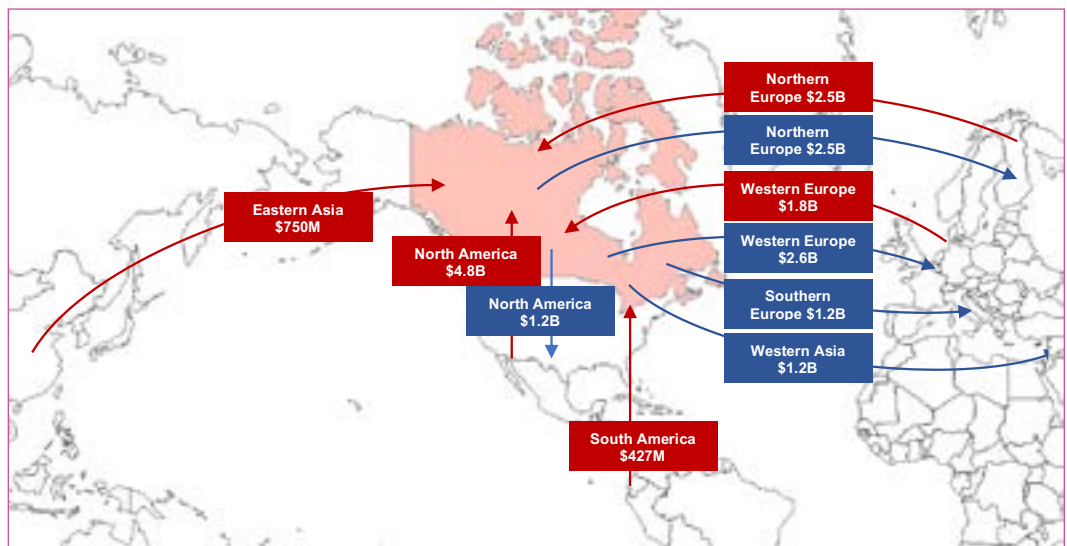 Northern
Europe $2.5B
Northern
Europe $2.5B
Western Europe
$1.8B
Eastern Asia
$750M
North America
$4.8B
Western Europe
$2.6B
North America
$1.2B
Southern
Europe $1.2B
Western Asia
$1.2B
South America
$427M